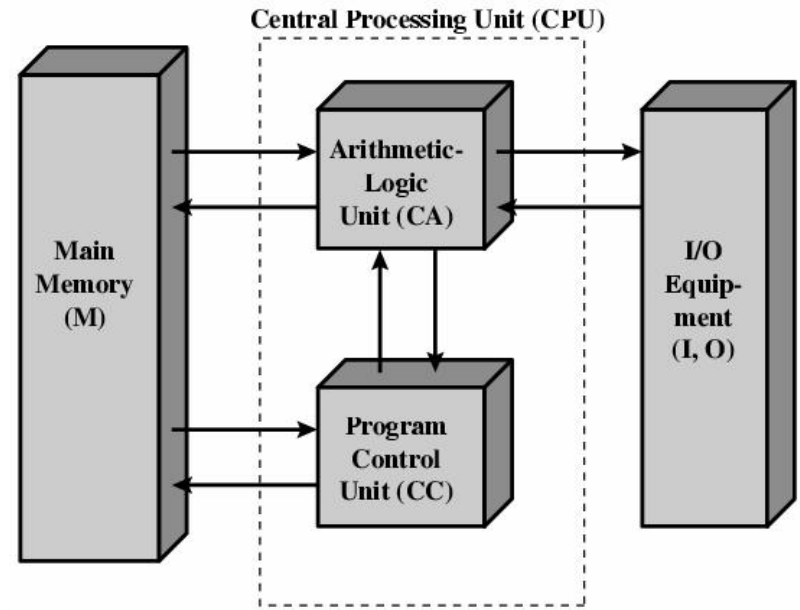 Central Processing Unit (CPU)
Main
Memory
(M)
Arithmetic-
Logic
Unit (CA)
Program
Control
Unit (CC)
I/O
Equip-
ment
(I, O)